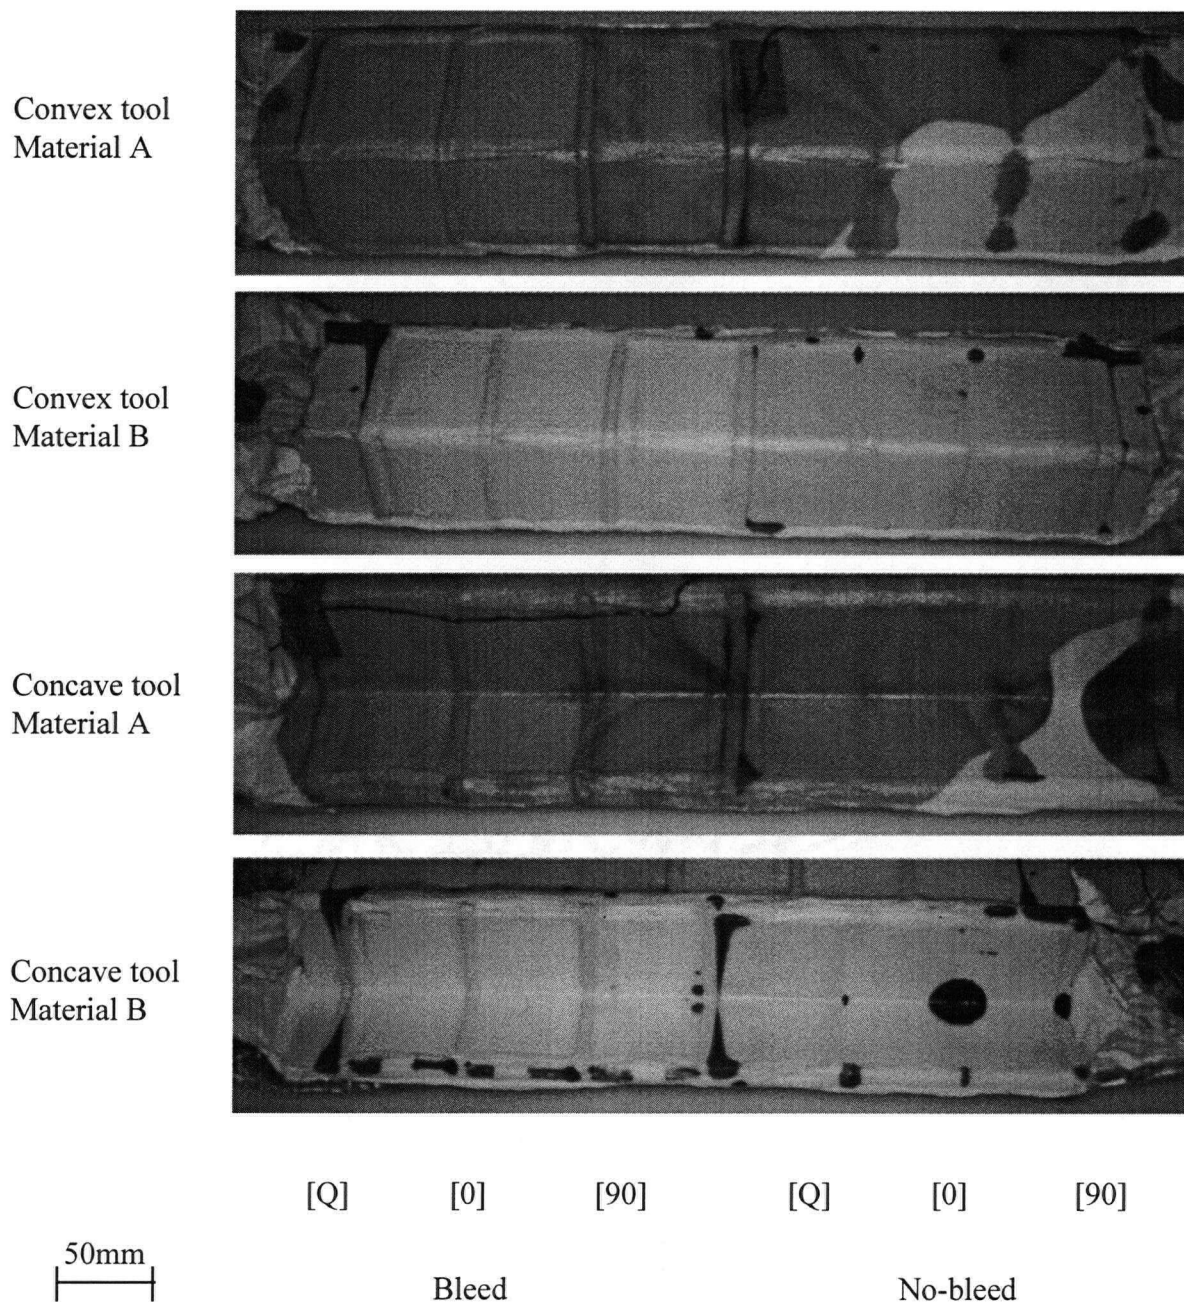 Convex tool
Material A
Convex tool
Material B
Concave tool
Material A
Concave tool
Material B
[Q] [0] [90] [Q] [0] [90]
50mm
Bleed No-bleed